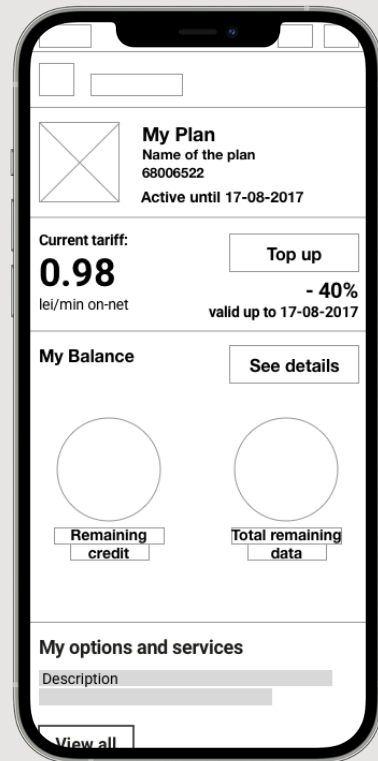 My Plan
Name of the plan
68006522
Active until 17-08-2017
Current tariff:
0.98
lei/min on-net
Top up
- 40%
valid up to 17-08-2017
My Balance
See details
Remaining
credit
Total remaining
data
My options and services
Description
View all